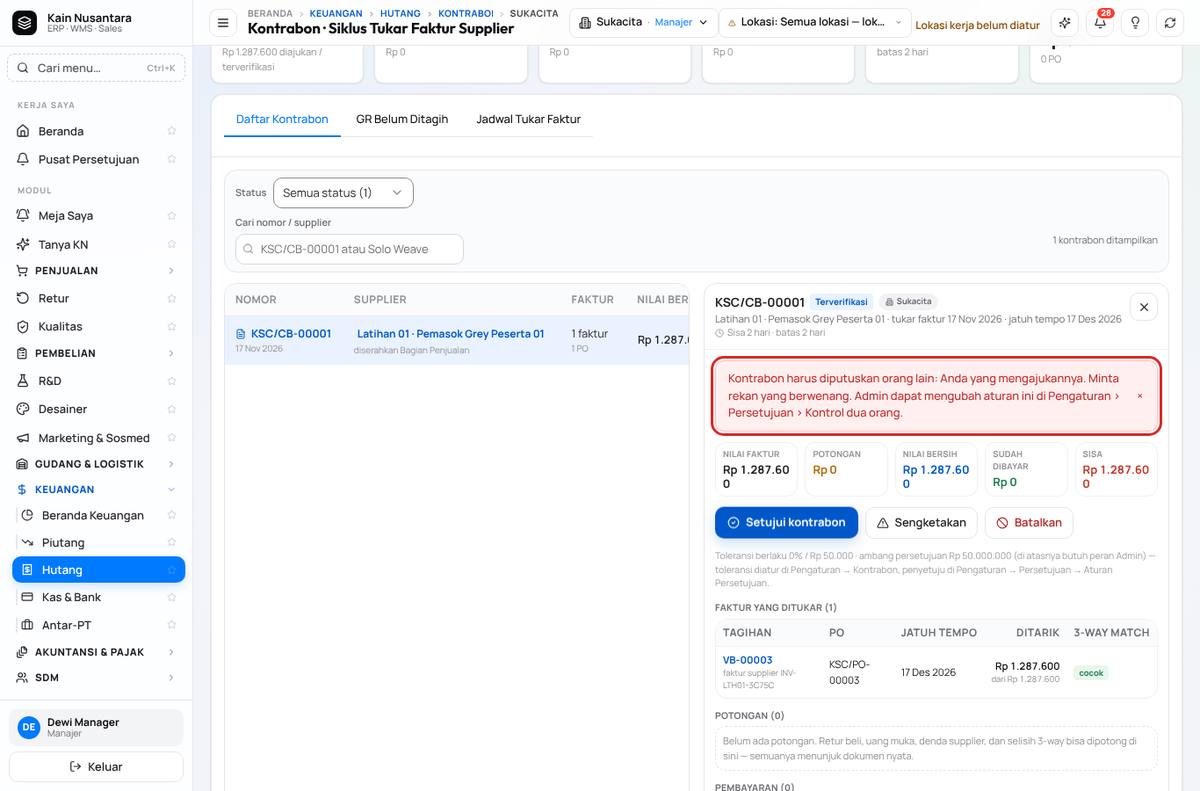 Kain Nusantara
ERP · WMS · Sales
Cari menu... Ctrl+K
KERJA SAYA
Beranda
Pusat Persetujuan
MODUL
Meja Saya
Tanya KN
PENJUALAN
Retur
Kualitas
PEMBELIAN
R&D
Desainer
Marketing & Sosmed
GUDANG & LOGISTIK
KEUANGAN
Beranda Keuangan
Piutang
Hutang
Kas & Bank
Antar-PT
AKUNTANSI & PAJAK
SDM
DE
Dewi Manager
Manajer
Keluar
BERANDA › KEUANGAN › HUTANG › KONTRABON › SUKACITA
Kontrabon · Siklus Tukar Faktur Supplier
Sukacita · Manajer
Lokasi: Semua lokasi — lok...
Lokasi kerja belum diatur
28
Rp 1.287.600 diajukan / terverifikasi
Rp 0
Rp 0
Rp 0
batas 2 hari
0 PO
Daftar Kontrabon GR Belum Ditagih Jadwal Tukar Faktur
Status Semua status (1)
Cari nomor / supplier
KSC/CB-00001 atau Solo Weave
1 kontrabon ditampilkan
NOMOR SUPPLIER FAKTUR NILAI BER
KSC/CB-00001 Latihan 01 · Pemasok Grey Peserta 01 1 faktur Rp 1.287.
17 Nov 2026 diserahkan Bagian Penjualan 1 PO
KSC/CB-00001 Terverifikasi Sukacita
Latihan 01 · Pemasok Grey Peserta 01 · tukar faktur 17 Nov 2026 · jatuh tempo 17 Des 2026
Sisa 2 hari · batas 2 hari
Kontrabon harus diputuskan orang lain: Anda yang mengajukannya. Minta
rekan yang berwenang. Admin dapat mengubah aturan ini di Pengaturan ›
Persetujuan › Kontrol dua orang.
×
NILAI FAKTUR
Rp 1.287.60
0
POTONGAN
Rp 0
NILAI BERSIH
Rp 1.287.60
0
SUDAH
DIBAYAR
Rp 0
SISA
Rp 1.287.60
0
Setujui kontrabon Sengketakan Batalkan
Toleransi berlaku 0% / Rp 50.000 · ambang persetujuan Rp 50.000.000 (di atasnya butuh peran Admin) —
toleransi diatur di Pengaturan → Kontrabon, penyetuju di Pengaturan → Persetujuan → Aturan
Persetujuan.
FAKTUR YANG DITUKAR (1)
TAGIHAN PO JATUH TEMPO DITARIK 3-WAY MATCH
VB-00003
faktur supplier INV-
LTH01-3C75C
KSC/PO-
00003
17 Des 2026
Rp 1.287.600
dari Rp 1.287.600
cocok
POTONGAN (0)
Belum ada potongan. Retur beli, uang muka, denda supplier, dan selisih 3-way bisa dipotong di
sini — semuanya menunjuk dokumen nyata.
PEMBAYARAN (0)